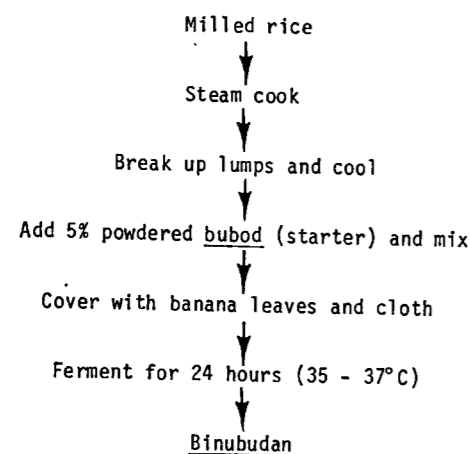 Milled rice
Steam cook
Break up lumps and cool
Add 5% powdered bubod (starter) and mix
Cover with banana leaves and cloth
Ferment for 24 hours (35 - 37°C)
Binubudan